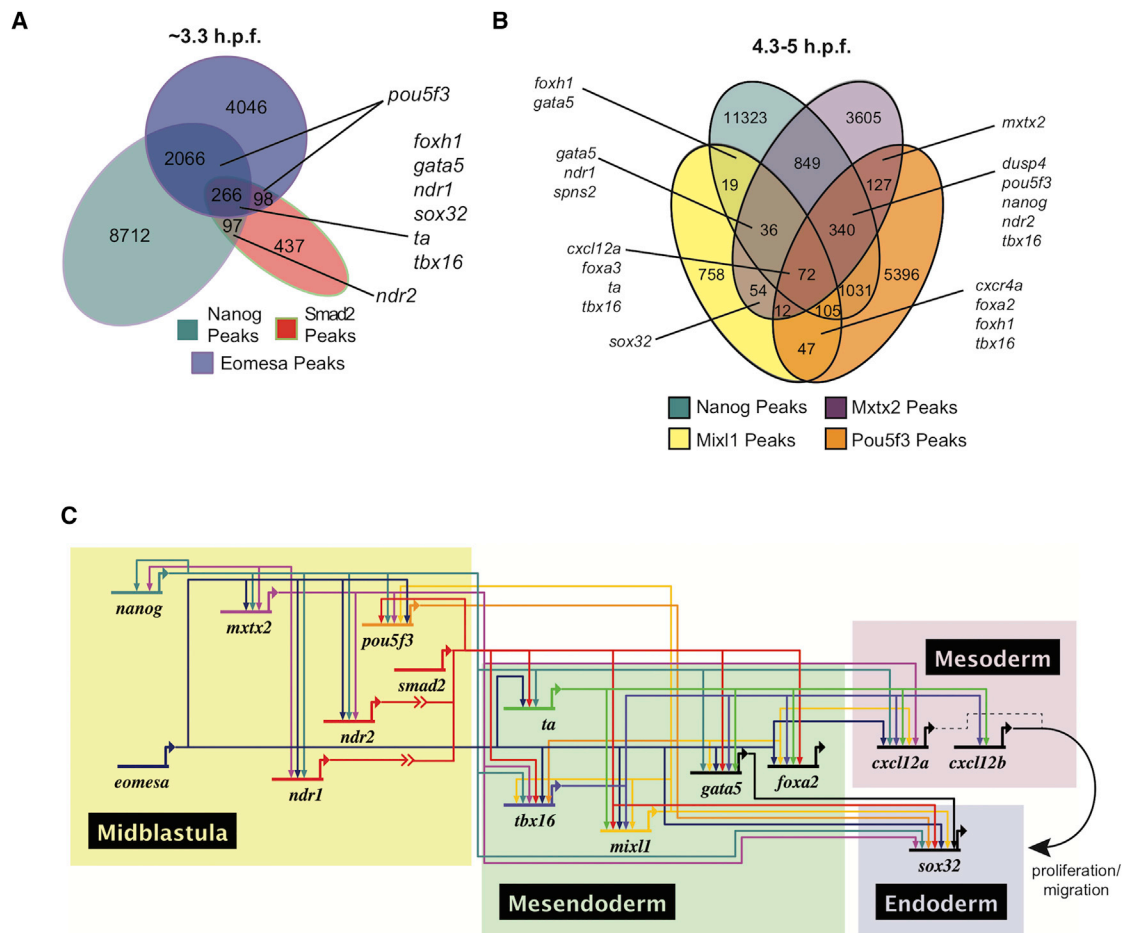 A
~3.3 h.p.f.
4046
2066
266
98
97
8712
437
pou5f3
foxh1
gata5
ndr1
sox32
ta
tbx16
ndr2
Nanog Peaks
Smad2 Peaks
Eomesa Peaks
B
4.3-5 h.p.f.
foxh1
gata5
gata5
ndr1
spns2
cxcl12a
foxa3
ta
tbx16
sox32
11323
3605
849
19
127
36
340
758
72
5396
54
1031
12
105
47
mxtx2
dusp4
pou5f3
nanog
ndr2
tbx16
cxcr4a
foxa2
foxh1
tbx16
Nanog Peaks
Mxtx2 Peaks
Mixl1 Peaks
Pou5f3 Peaks
C
nanog
mxtx2
pou5f3
smad2
ndr2
eomesa
ndr1
Midblastula
ta
tbx16
mixl1
gata5
foxa2
Mesendoderm
Mesoderm
cxcl12a
cxcl12b
sox32
Endoderm
proliferation/
migration